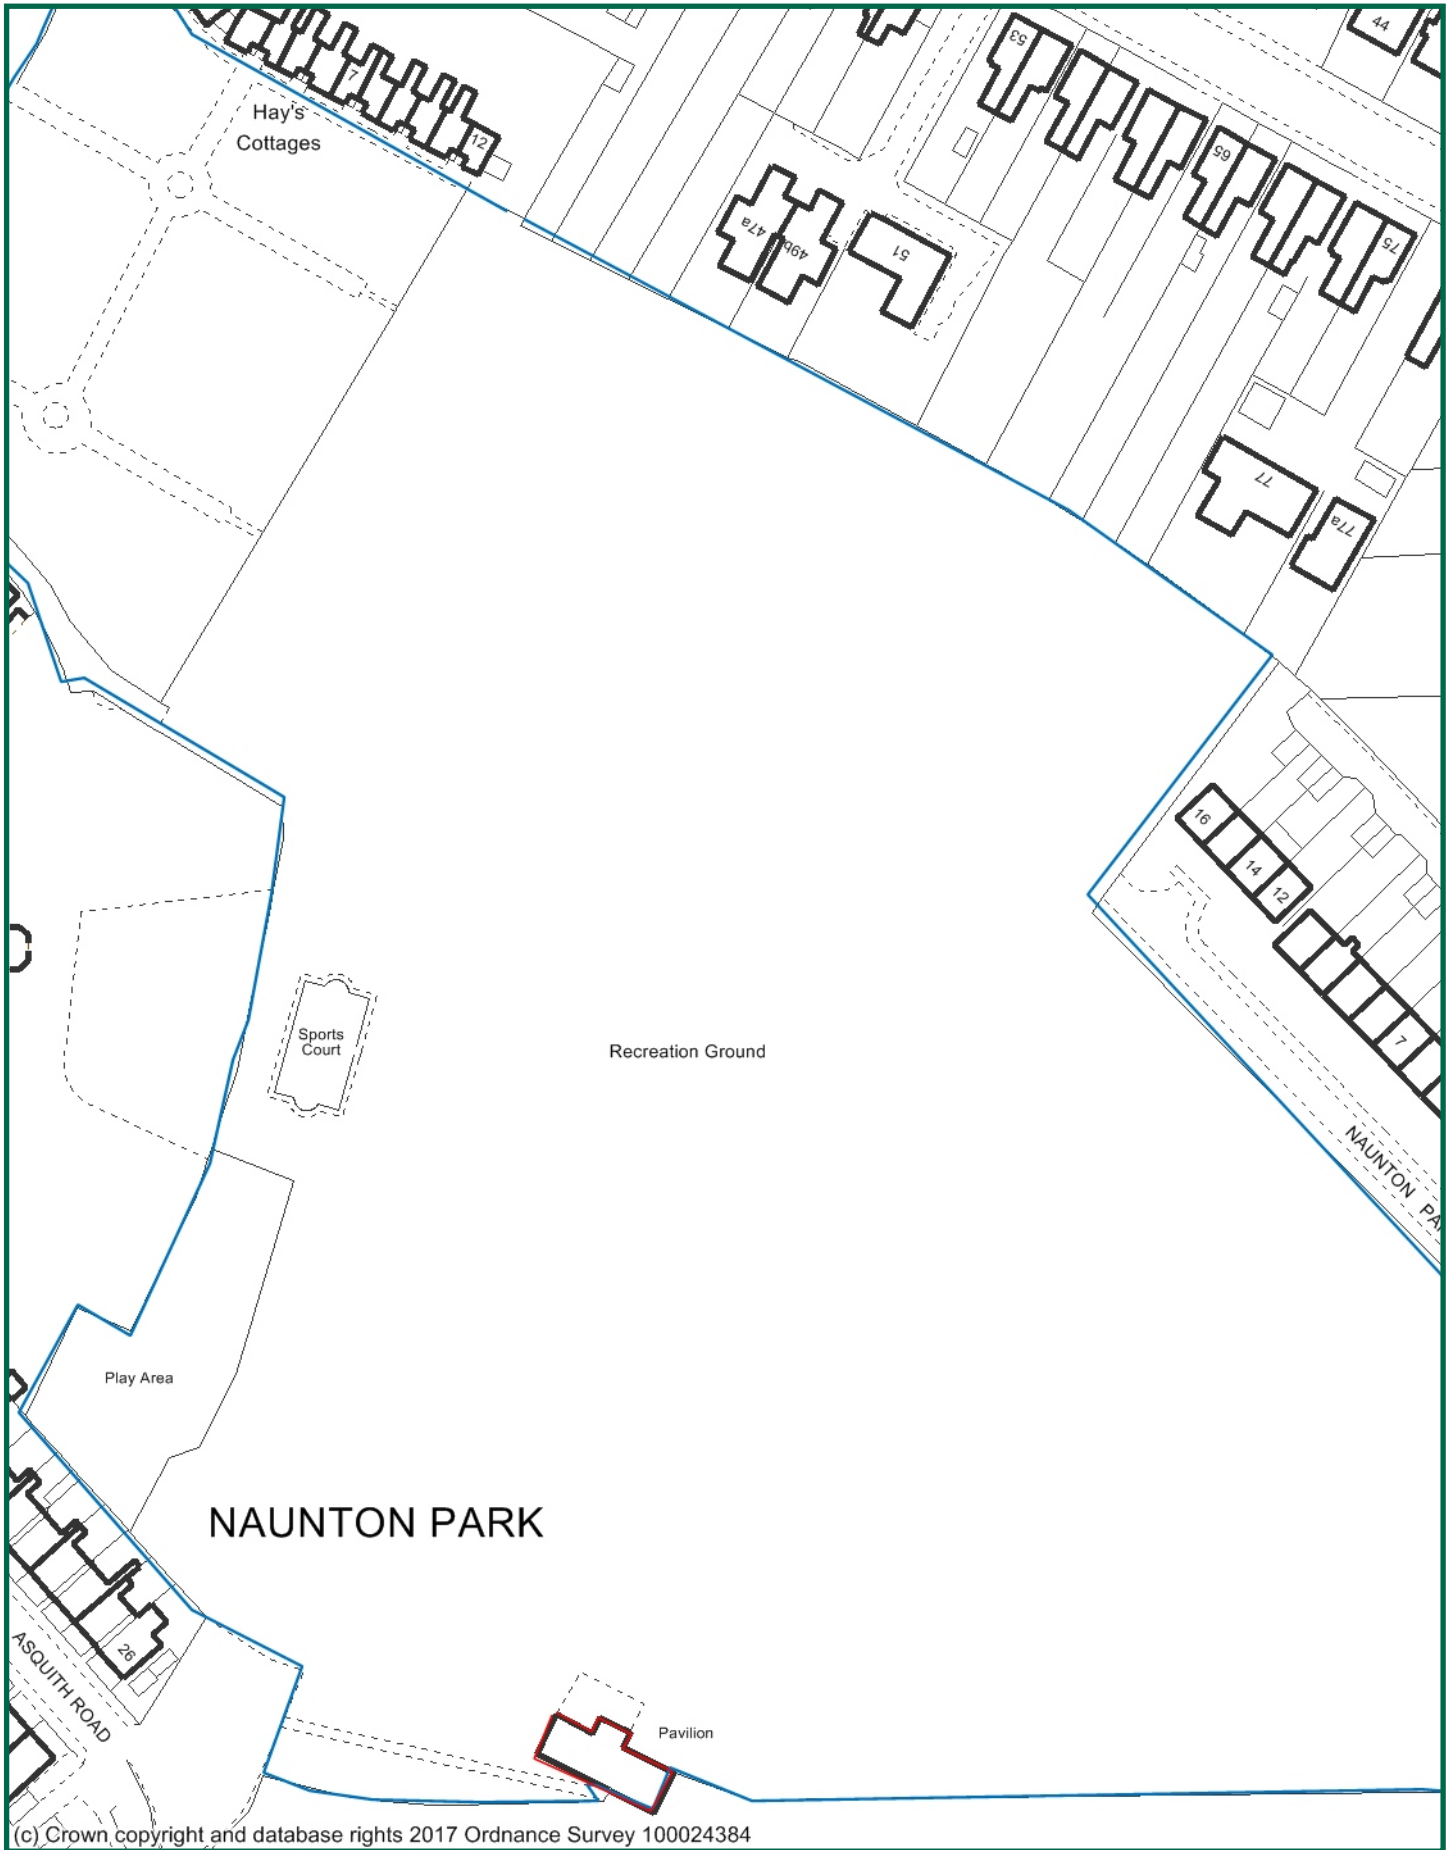 44
53
7
Hay's
Cottages
12
65
47a
49b
51
75
77
77a
16
14
12
Sports
Court
Recreation Ground
7
NAUNTON
Play Area
NAUNTON PARK
26
ASQUITH ROAD
Pavilion
(c) Crown copyright and database rights 2017 Ordnance Survey 100024384